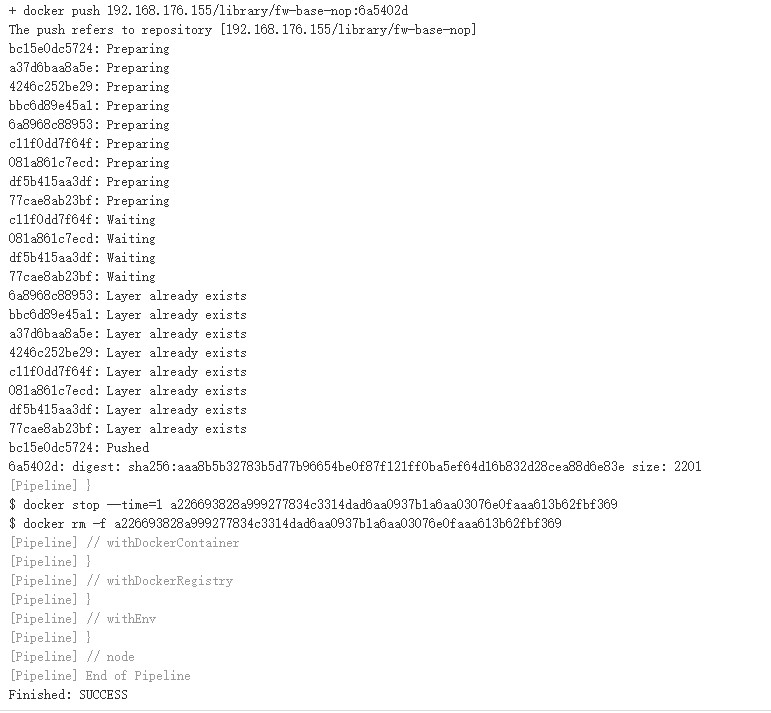 + docker push 192.168.176.155/library/fw-base-nop:6a5402d
The push refers to repository [192.168.176.155/library/fw-base-nop]
bc15e0dc5724: Preparing
a37d6baa8a5e: Preparing
4246c252be29: Preparing
bbc6d89e45a1: Preparing
6a8968c88953: Preparing
c11f0dd7f64f: Preparing
081a861c7ecd: Preparing
df5b415aa3df: Preparing
77cae8ab23bf: Preparing
c11f0dd7f64f: Waiting
081a861c7ecd: Waiting
df5b415aa3df: Waiting
77cae8ab23bf: Waiting
6a8968c88953: Layer already exists
bbc6d89e45a1: Layer already exists
a37d6baa8a5e: Layer already exists
4246c252be29: Layer already exists
c11f0dd7f64f: Layer already exists
081a861c7ecd: Layer already exists
df5b415aa3df: Layer already exists
77cae8ab23bf: Layer already exists
bc15e0dc5724: Pushed
6a5402d: digest: sha256:aaa8b5b32783b5d77b96654be0f87f121ff0ba5ef64d16b832d28cea88d6e83e size: 2201
[Pipeline] }
$ docker stop --time=1 a226693828a999277834c3314dad6aa0937b1a6aa03076e0faaa613b62fbf369
$ docker rm -f a226693828a999277834c3314dad6aa0937b1a6aa03076e0faaa613b62fbf369
[Pipeline] // withDockerContainer
[Pipeline] }
[Pipeline] // withDockerRegistry
[Pipeline] }
[Pipeline] // withEnv
[Pipeline] }
[Pipeline] // node
[Pipeline] End of Pipeline
Finished: SUCCESS